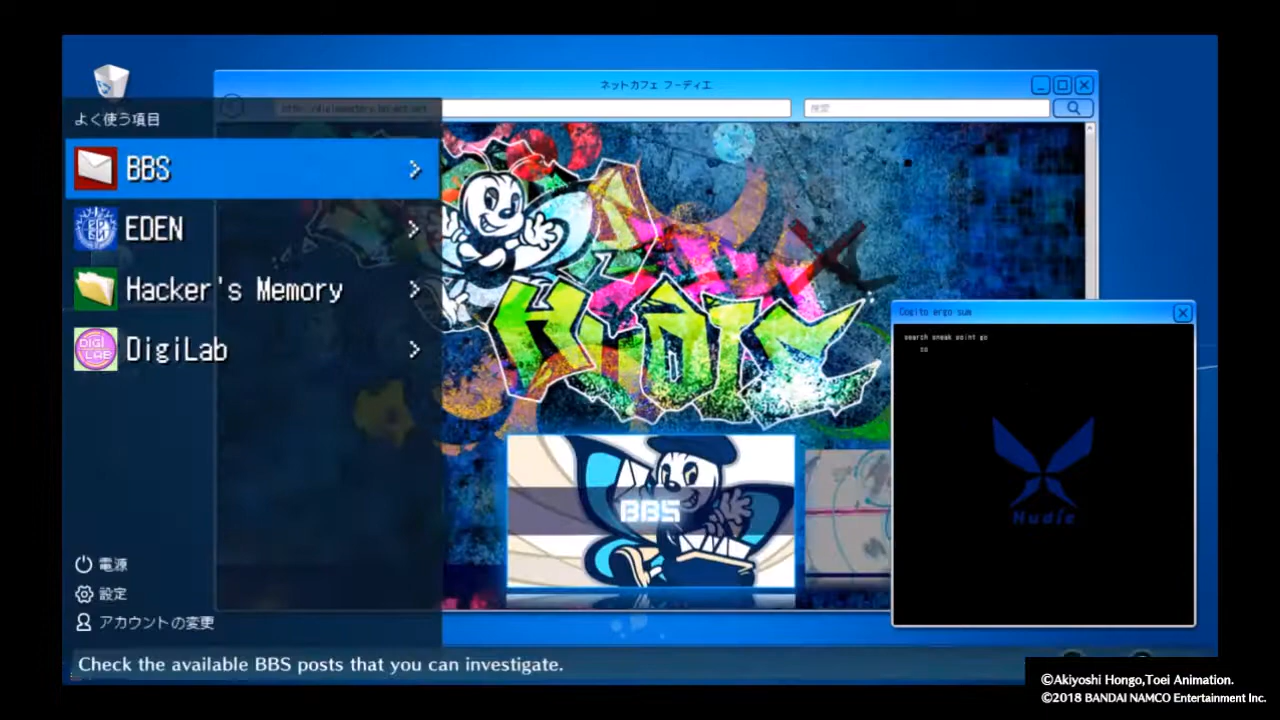 ネットカフェ フーディエ
検索
よく使う項目
BBS
EDEN
Hacker's Memory
DigiLab
DIGI
LAB
Hudie
BBS
Cogito ergo sum
search sneak point go
Hudie
電源
設定
アカウントの変更
Check the available BBS posts that you can investigate.
©Akiyoshi Hongo,Toei Animation.
©2018 BANDAI NAMCO Entertainment Inc.